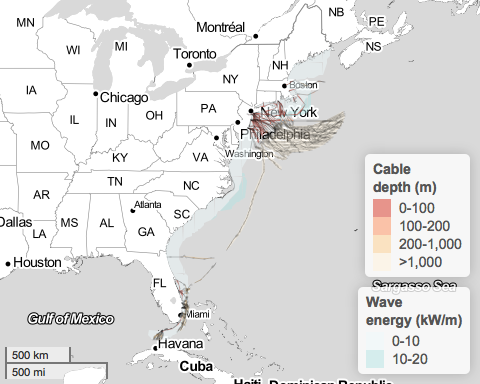 MN
NB
PE
Montréal
NS
WI
MI
Toronto
NH
Boston
NY
IA
Chicago
New York
PA
Philadelphia
IL
IN
OH
MO
KY
VA
Washington
TN
NC
AR
Atlanta
SC
Dallas
MS
AL
GA
LA
Houston
FL
Miami
Gulf of Mexico
Havana
Cuba
Haiti
Dominican Republic
Sargasso Sea
500 km
500 mi
Cable
depth (m)
0-100
100-200
200-1,000
>1,000
Wave
energy (kW/m)
0-10
10-20